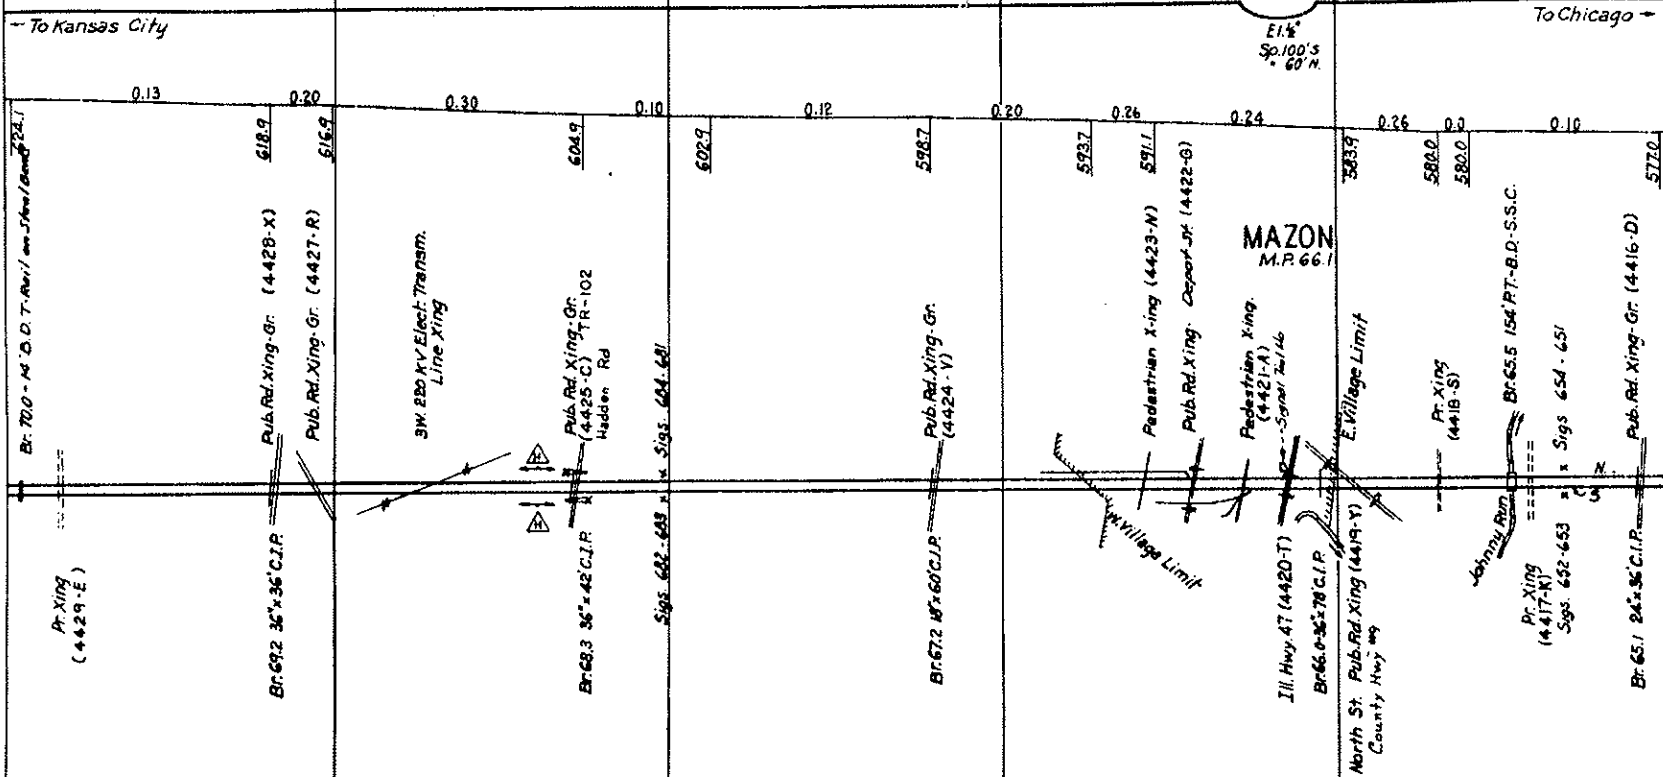 To Kansas City
To Chicago
El. ½"
Sp. 100' S
" 60' N.
0.13
0.20
0.30
0.10
0.12
0.20
0.26
0.24
0.26
0.0
0.10
624.1
618.9
616.9
604.9
602.9
598.7
593.7
591.1
583.9
580.0
580.0
577.0
Br. 70.0 - 14' B.D.T. Rail on Steel Bents
Pub. Rd. Xing-Gr. (4428-X)
Pub. Rd. Xing-Gr. (4427-R)
3W. 220 KV Elect. Transm.
Line Xing
Pub. Rd. Xing-Gr.
(4425-C) TR-102
Hadden Rd
Sigs. 684-681
Pub. Rd. Xing-Gr.
(4424-Y)
Pedestrian X-ing (4423-N)
Pub. Rd. Xing. Depot St (4422-G)
MAZON
M.P. 66.1
Pedestrian X-ing.
(4421-A)
Signal
E. Village Limit
Pr. Xing
(4418-S)
Br. 65.5 154' P.T.-B.D.-S.S.C.
Sigs 654-651
Pub. Rd. Xing-Gr. (4416-D)
N.
S
H
H
Pr. Xing
(4429-E)
Br. 69.2 36"x36' C.I.P.
Br. 68.3 36"x42' C.I.P.
Sigs. 682-683
Br. 67.2 18"x60' C.I.P.
W. Village Limit
Ill. Hwy. 47 (4420-T)
Br. 66.0-36"x78' C.I.P.
North St. Pub. Rd. Xing (4419-Y)
County Hwy #9
Johnny Run
Pr. Xing
(4417-K)
Sigs. 652-653
Br. 65.1 24"x36' C.I.P.